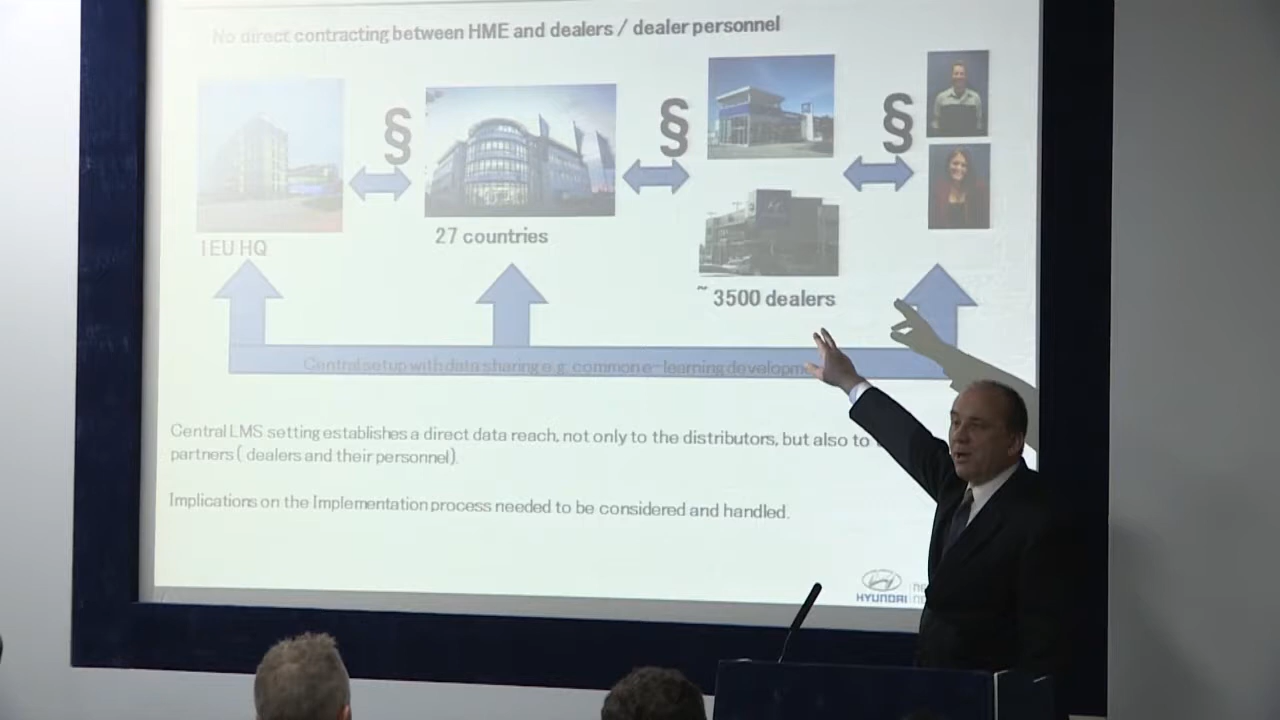 No direct contracting between HME and dealers / dealer personnel
§ § §
1 EU HQ
27 countries
~ 3500 dealers
Central setup with data sharing e.g. common e-learning developm
Central LMS setting establishes a direct data reach, not only to the distributors, but also to
partners ( dealers and their personnel).
Implications on the Implementation process needed to be considered and handled.
HYUNDAI